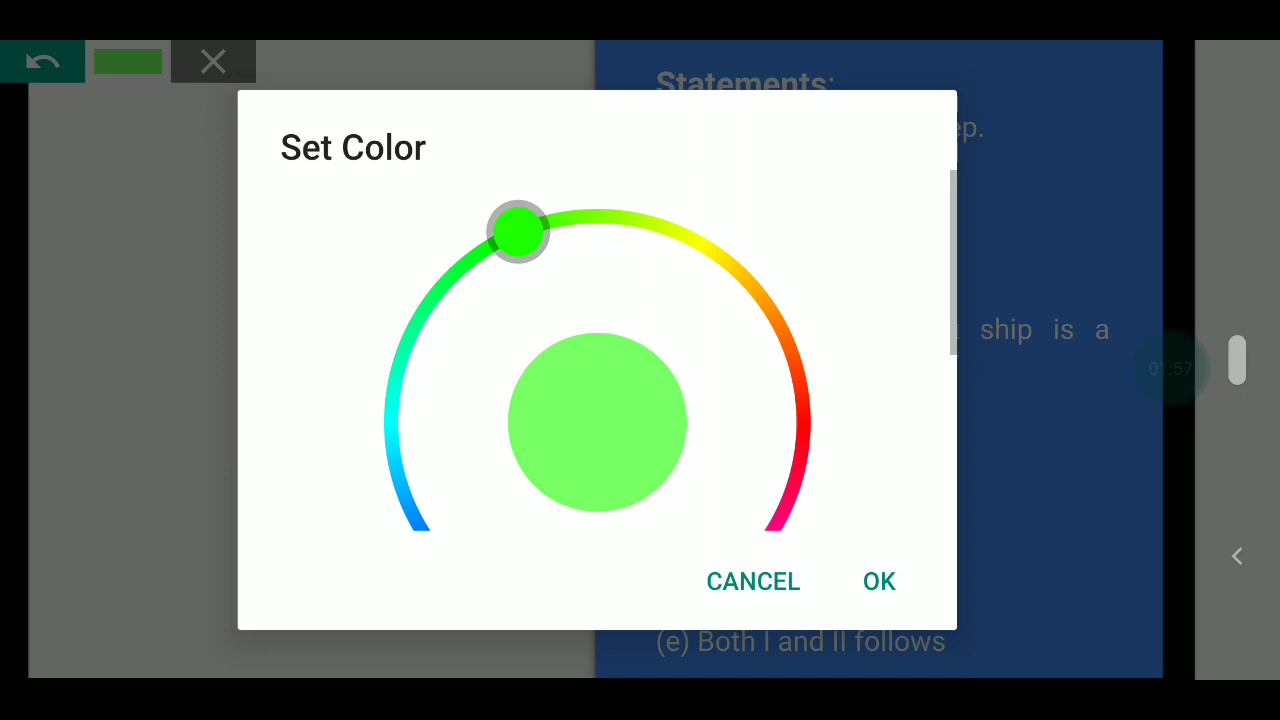 Statements:
ep.
Set Color
ship is a
01:57
CANCEL OK
(e) Both I and II follows